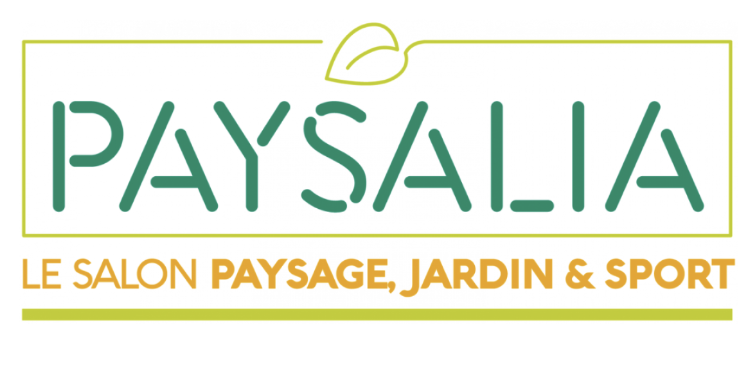 PAYSALIA
LE SALON PAYSAGE, JARDIN & SPORT